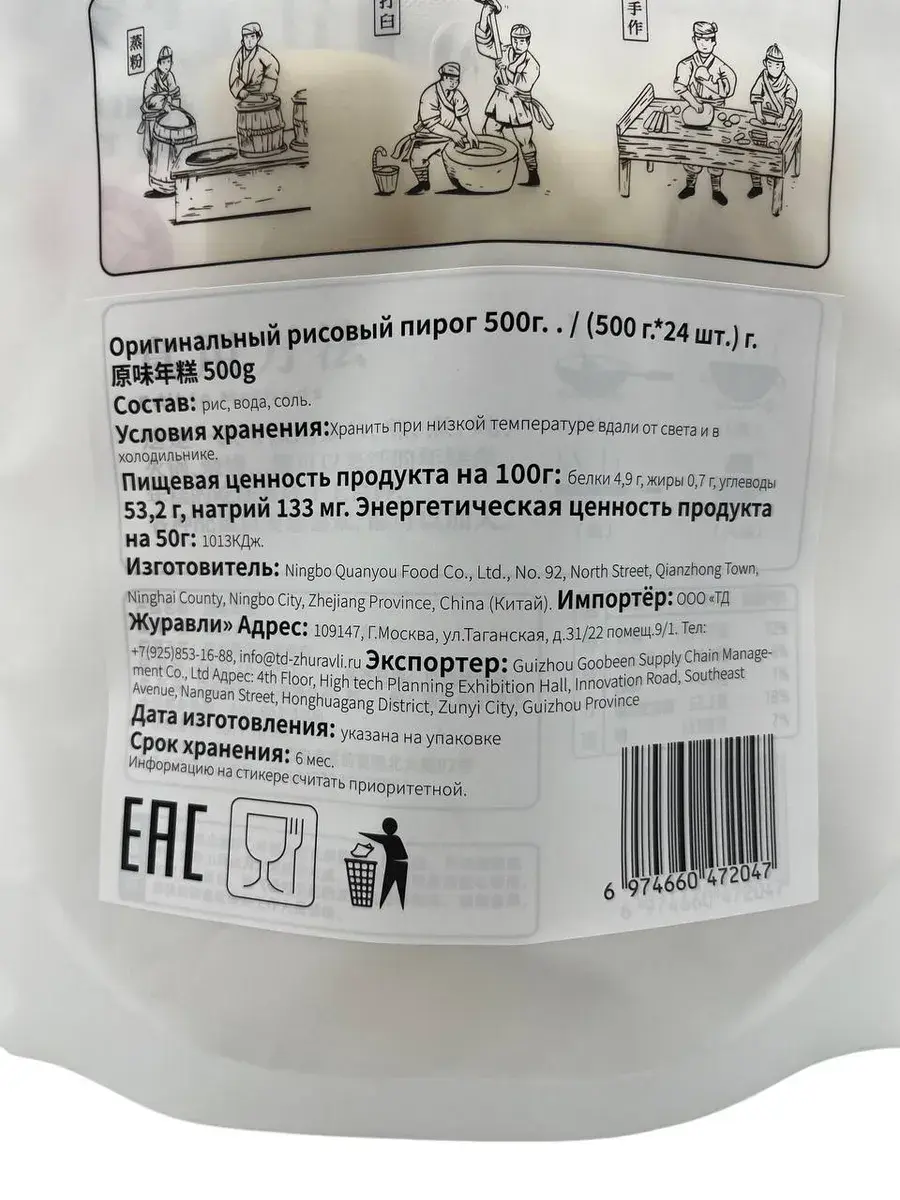 蒸粉
打臼
手作
Оригинальный рисовый пирог 500г. . / (500 г.*24 шт.) г.
原味年糕 500g
Состав: рис, вода, соль.
Условия хранения:Хранить при низкой температуре вдали от света и в
холодильнике.
Пищевая ценность продукта на 100г: белки 4,9 г, жиры 0,7 г, углеводы
53,2 г, натрий 133 мг. Энергетическая ценность продукта
на 50г: 1013КДж.
Изготовитель: Ningbo Quanyou Food Co., Ltd., No. 92, North Street, Qianzhong Town,
Ninghai County, Ningbo City, Zhejiang Province, China (Китай). Импортёр: ООО «ТД
Журавли» Адрес: 109147, Г.Москва, ул.Таганская, д.31/22 помещ.9/1. Тел:
+7(925)853-16-88, info@td-zhuravli.ru Экспортер: Guizhou Goobeen Supply Chain Manage-
ment Co., Ltd Адрес: 4th Floor, High tech Planning Exhibition Hall, Innovation Road, Southeast
Avenue, Nanguan Street, Honghuagang District, Zunyi City, Guizhou Province
Дата изготовления: указана на упаковке
Срок хранения: 6 мес.
Информацию на стикере считать приоритетной.
EAC
6 974660 472047